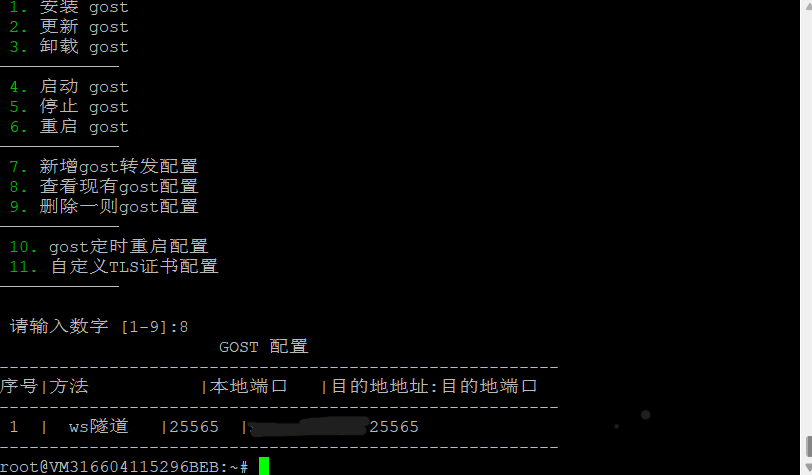 1. 安装 gost
2. 更新 gost
3. 卸载 gost
4. 启动 gost
5. 停止 gost
6. 重启 gost
7. 新增gost转发配置
8. 查看现有gost配置
9. 删除一则gost配置
10. gost定时重启配置
11. 自定义TLS证书配置
请输入数字 [1-9]:8
GOST 配置
序号|方法 |本地端口 |目的地地址:目的地端口
1 | ws隧道 |25565 | 25565
root@VM316604115296BEB:~#